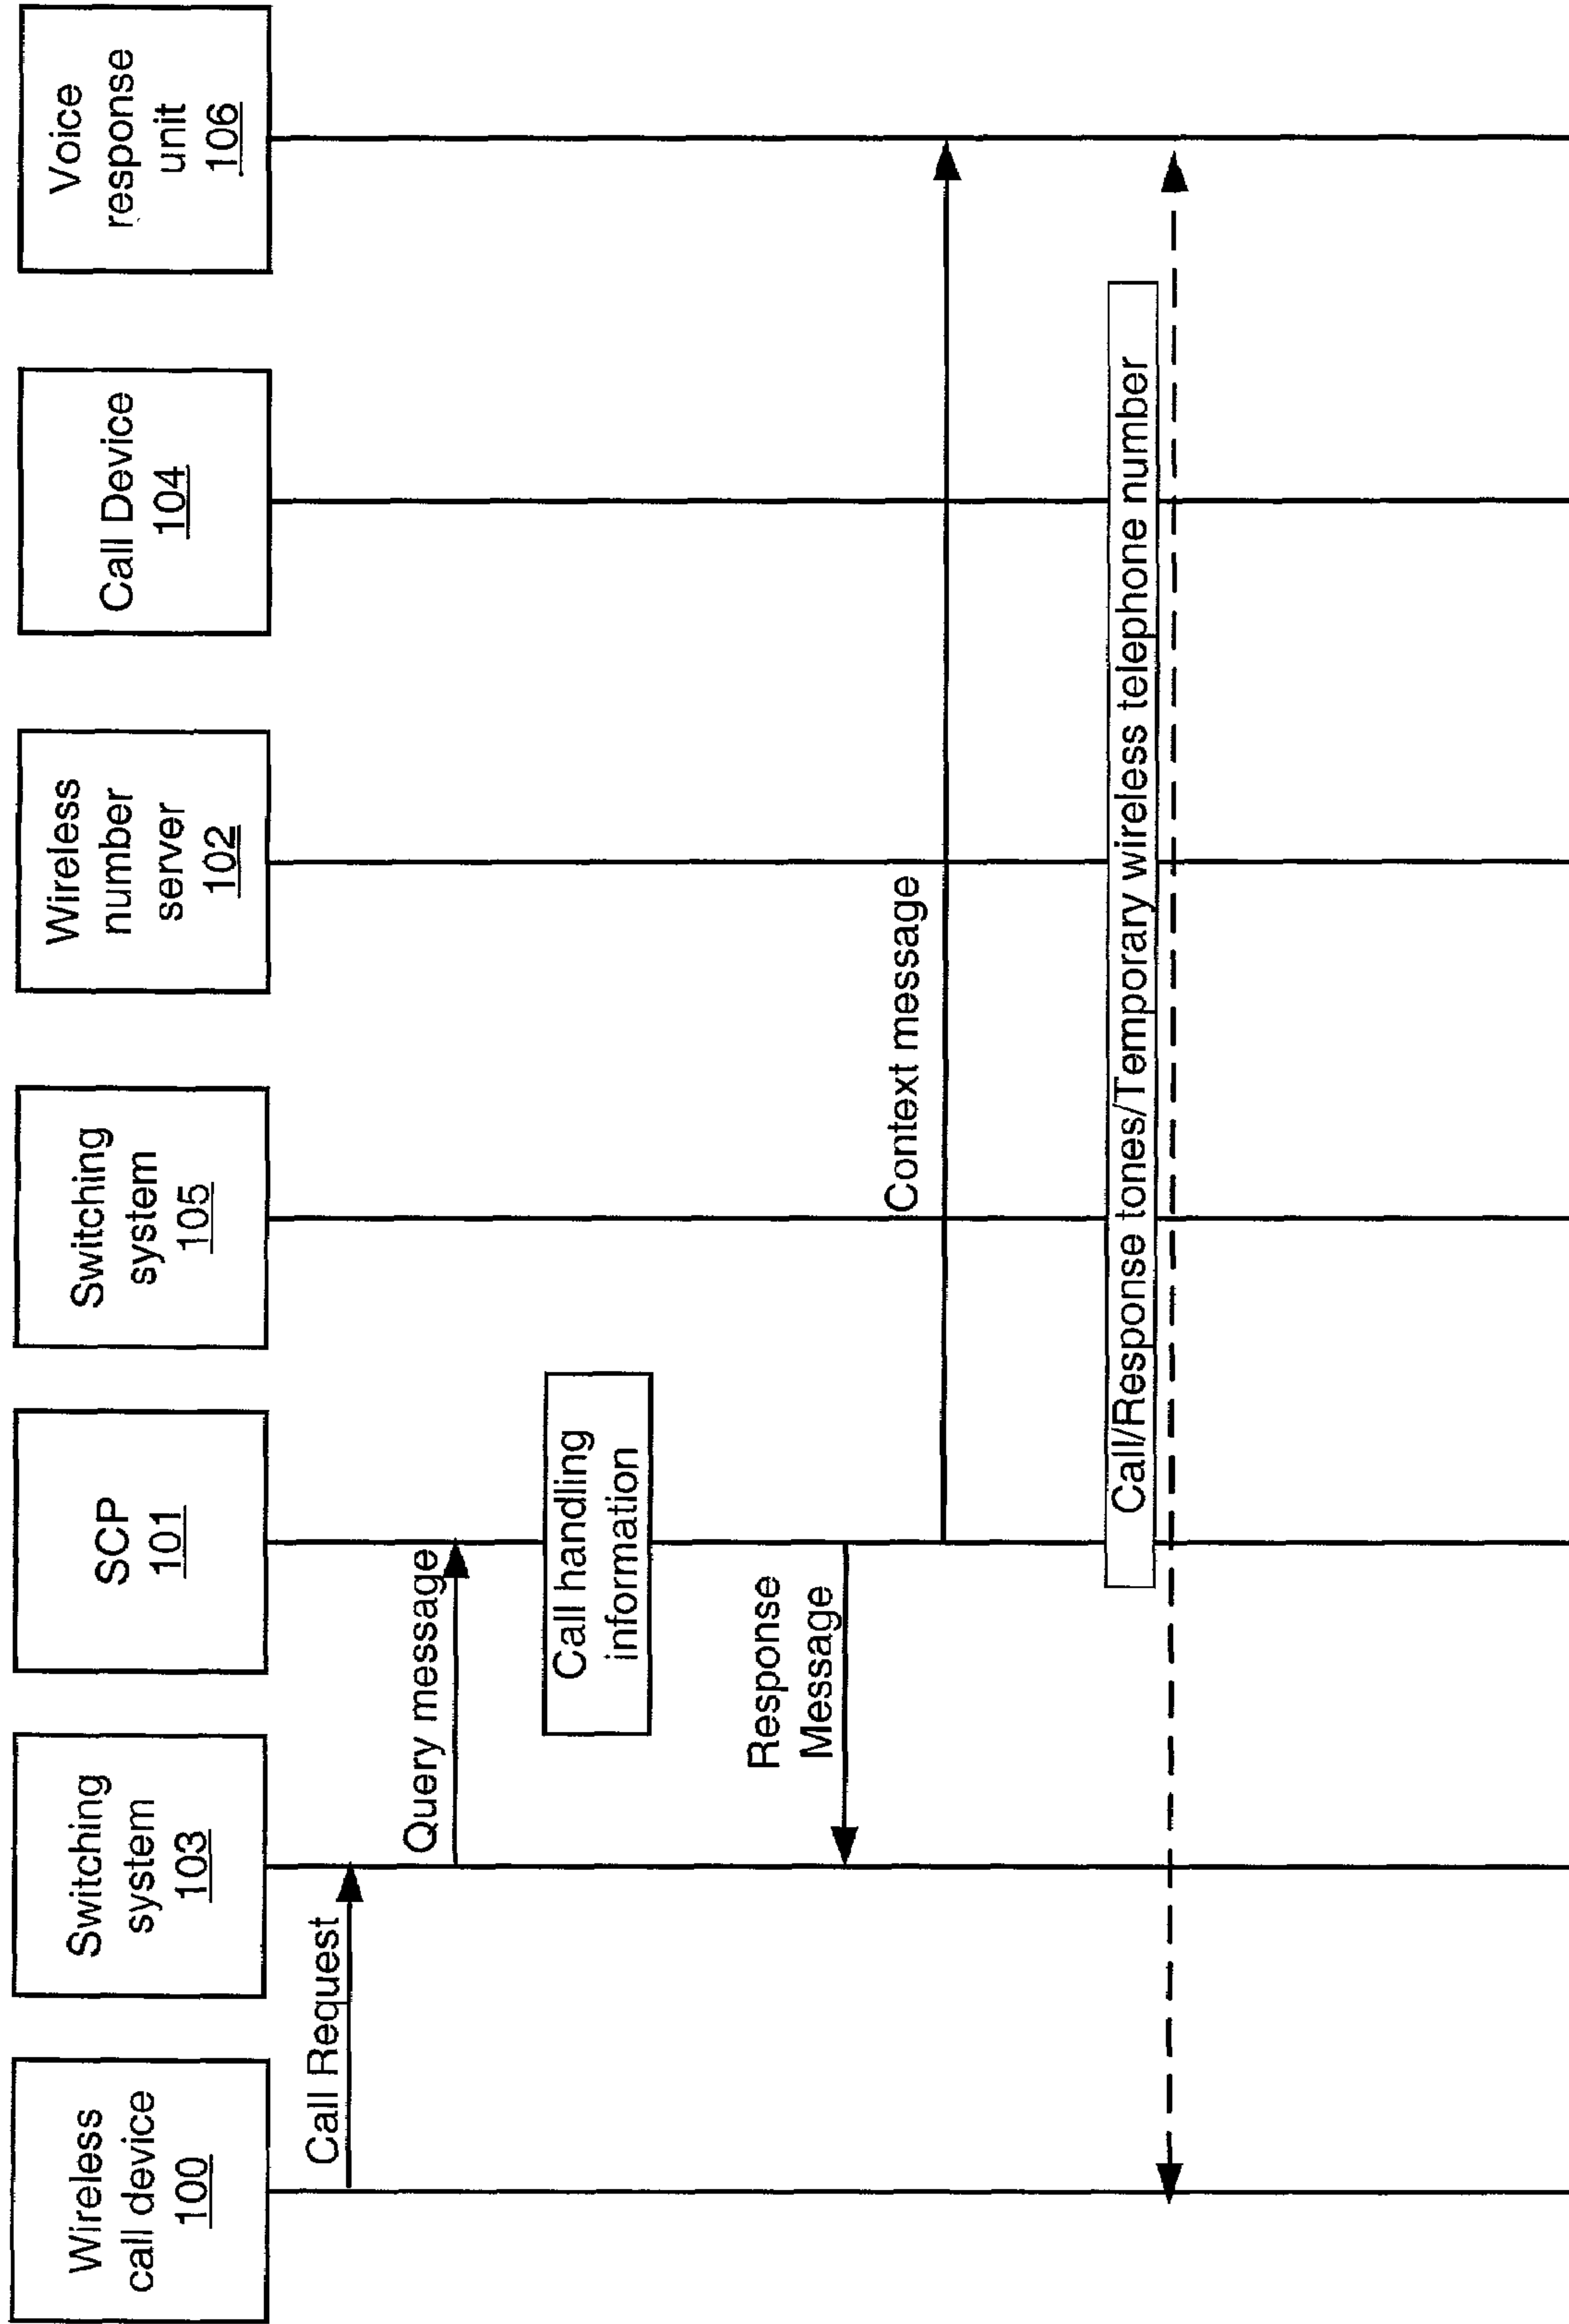 Wireless
call device
100
Switching
system
103
SCP
101
Switching
system
105
Wireless
number
server
102
Call Device
104
Voice
response
unit
106
Call Request
Query message
Call handling
information
Response
Message
Context message
Call/Response tones/Temporary wireless telephone number